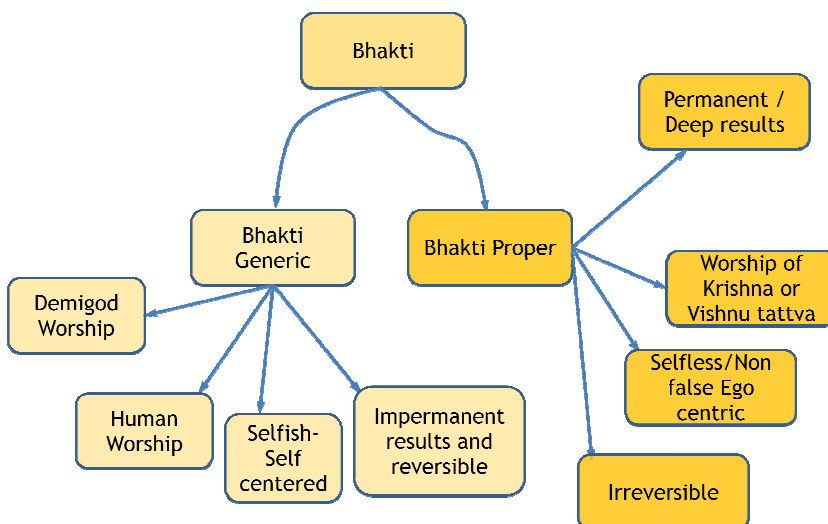 Bhakti
Permanent /
Deep results
Bhakti
Generic
Bhakti Proper
Worship of
Krishna or
Vishnu tattva
Demigod
Worship
Selfless/Non
false Ego
centric
Human
Worship
Selfish-
Self
centered
Impermanent
results and
reversible
Irreversible